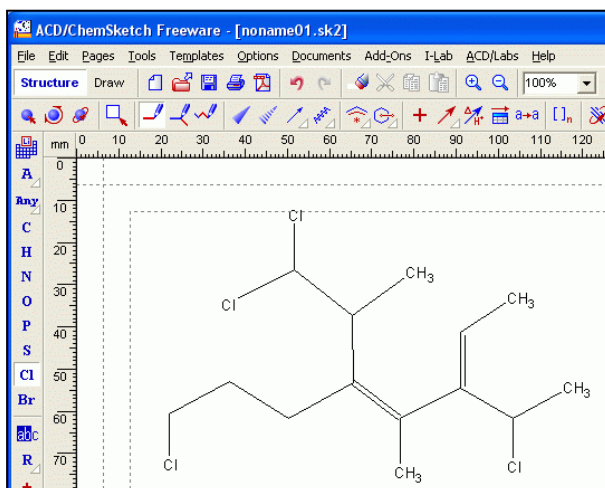 ACD/ChemSketch Freeware - [noname01.sk2]
File Edit Pages Tools Templates Options Documents Add-Ons I-Lab ACD/Labs Help
Structure Draw 100%
a→a [ ]n
mm 0 10 20 30 40 50 60 70 80 90 100 110 120
0
A
Any
10
C
20
H
N
30
O
40
P
S
50
Cl
Br
60
abc
R
70
Cl
CH3
Cl
CH3
CH3
Cl
CH3
Cl